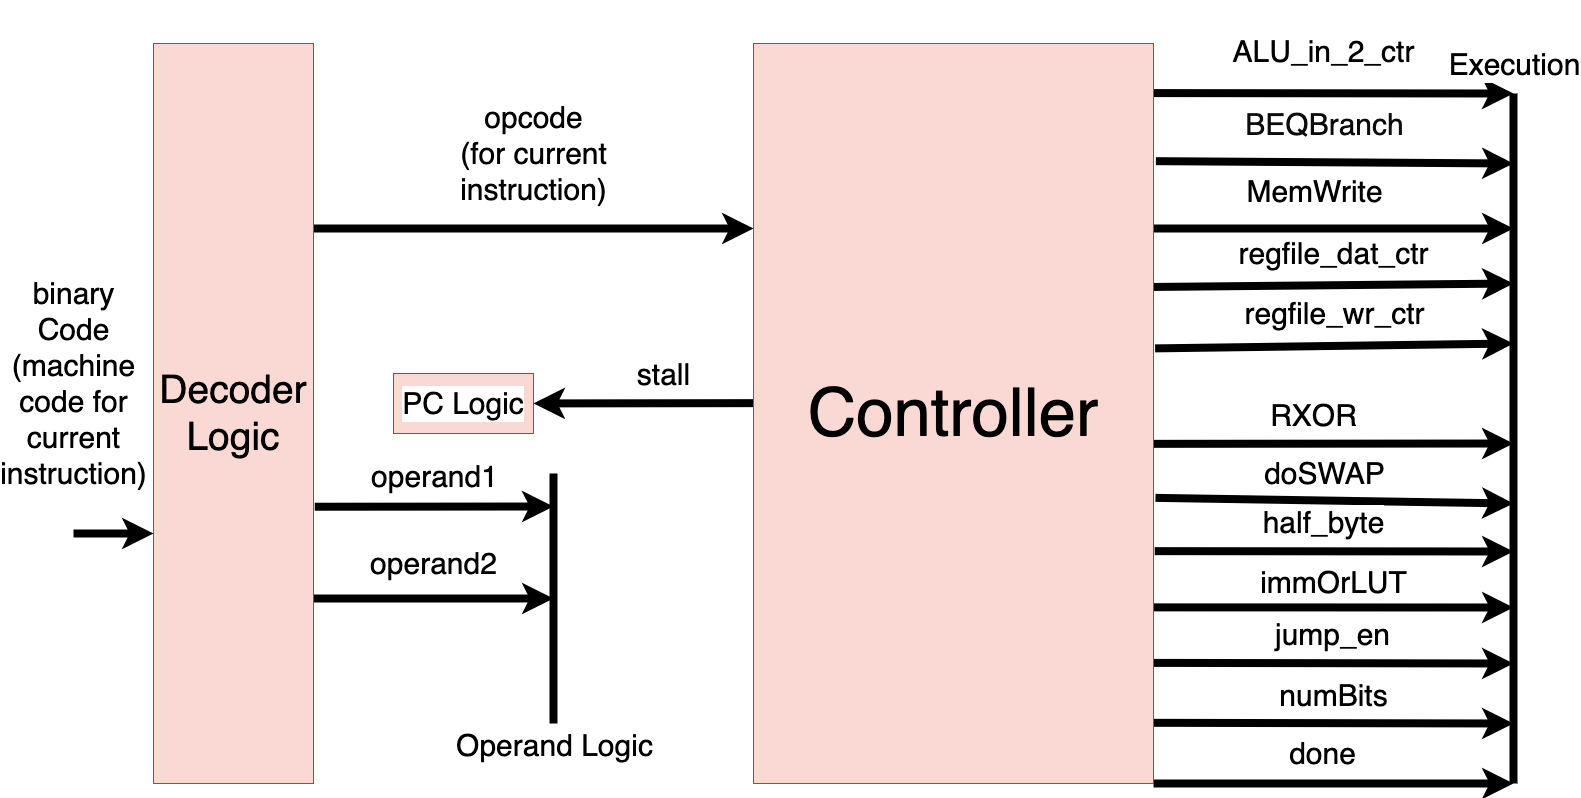 binary
Code
(machine
code for
current
instruction)
Decoder
Logic
opcode
(for current
instruction)
PC Logic
stall
operand1
operand2
Operand Logic
Controller
ALU_in_2_ctr
Execution
BEQBranch
MemWrite
regfile_dat_ctr
regfile_wr_ctr
RXOR
doSWAP
half_byte
immOrLUT
jump_en
numBits
done